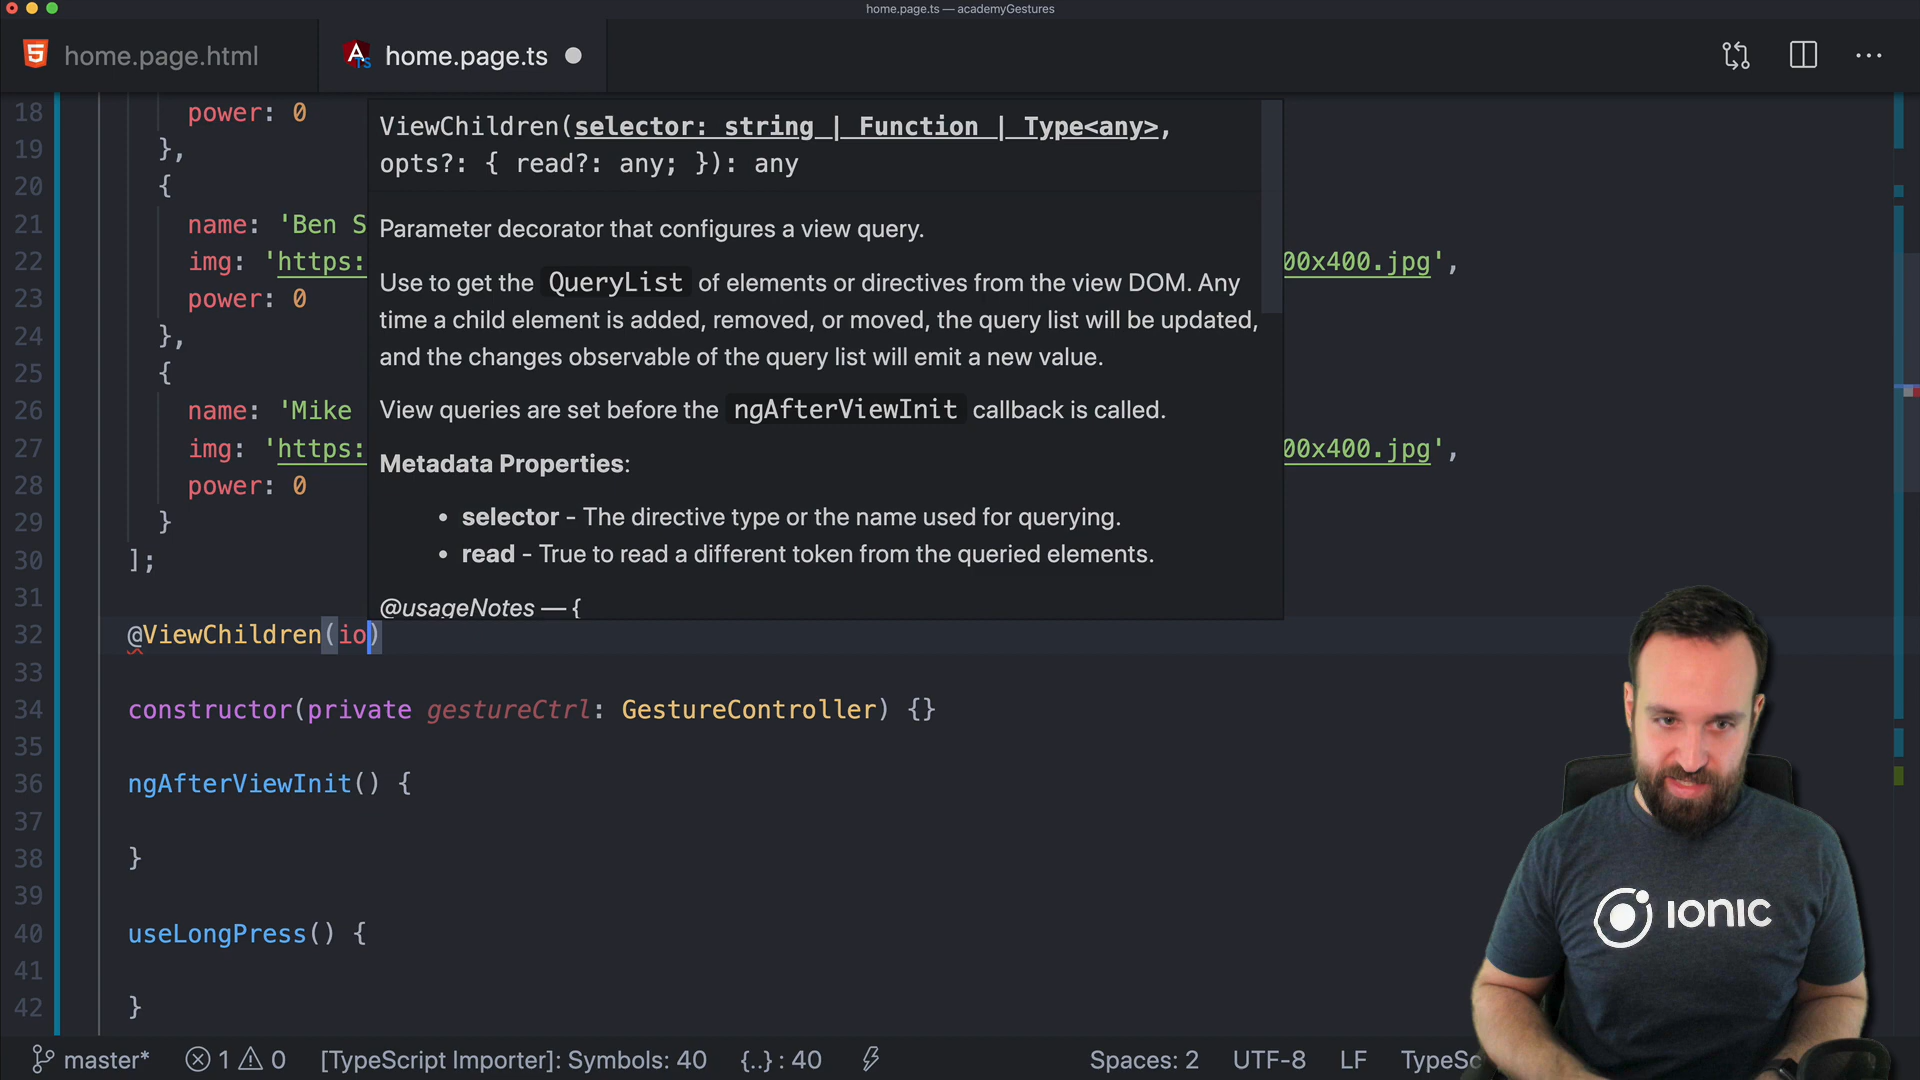 home.page.ts — academyGestures
home.page.html
home.page.ts
18 power: 0
19 },
20 {
21 name: 'Ben S
22 img: 'https: 00x400.jpg',
23 power: 0
24 },
25 {
26 name: 'Mike
27 img: 'https: 00x400.jpg',
28 power: 0
29 }
30 ];
31
32 @ViewChildren(io)
33
34 constructor(private gestureCtrl: GestureController) {}
35
36 ngAfterViewInit() {
37
38 }
39
40 useLongPress() {
41
42 }
ViewChildren(selector: string | Function | Type<any>,
opts?: { read?: any; }): any
Parameter decorator that configures a view query.
Use to get the QueryList of elements or directives from the view DOM. Any
time a child element is added, removed, or moved, the query list will be updated,
and the changes observable of the query list will emit a new value.
View queries are set before the ngAfterViewInit callback is called.
Metadata Properties:
• selector - The directive type or the name used for querying.
• read - True to read a different token from the queried elements.
@usageNotes — {
IONIC
master* 1 0 [TypeScript Importer]: Symbols: 40 {..} : 40 Spaces: 2 UTF-8 LF TypeSc